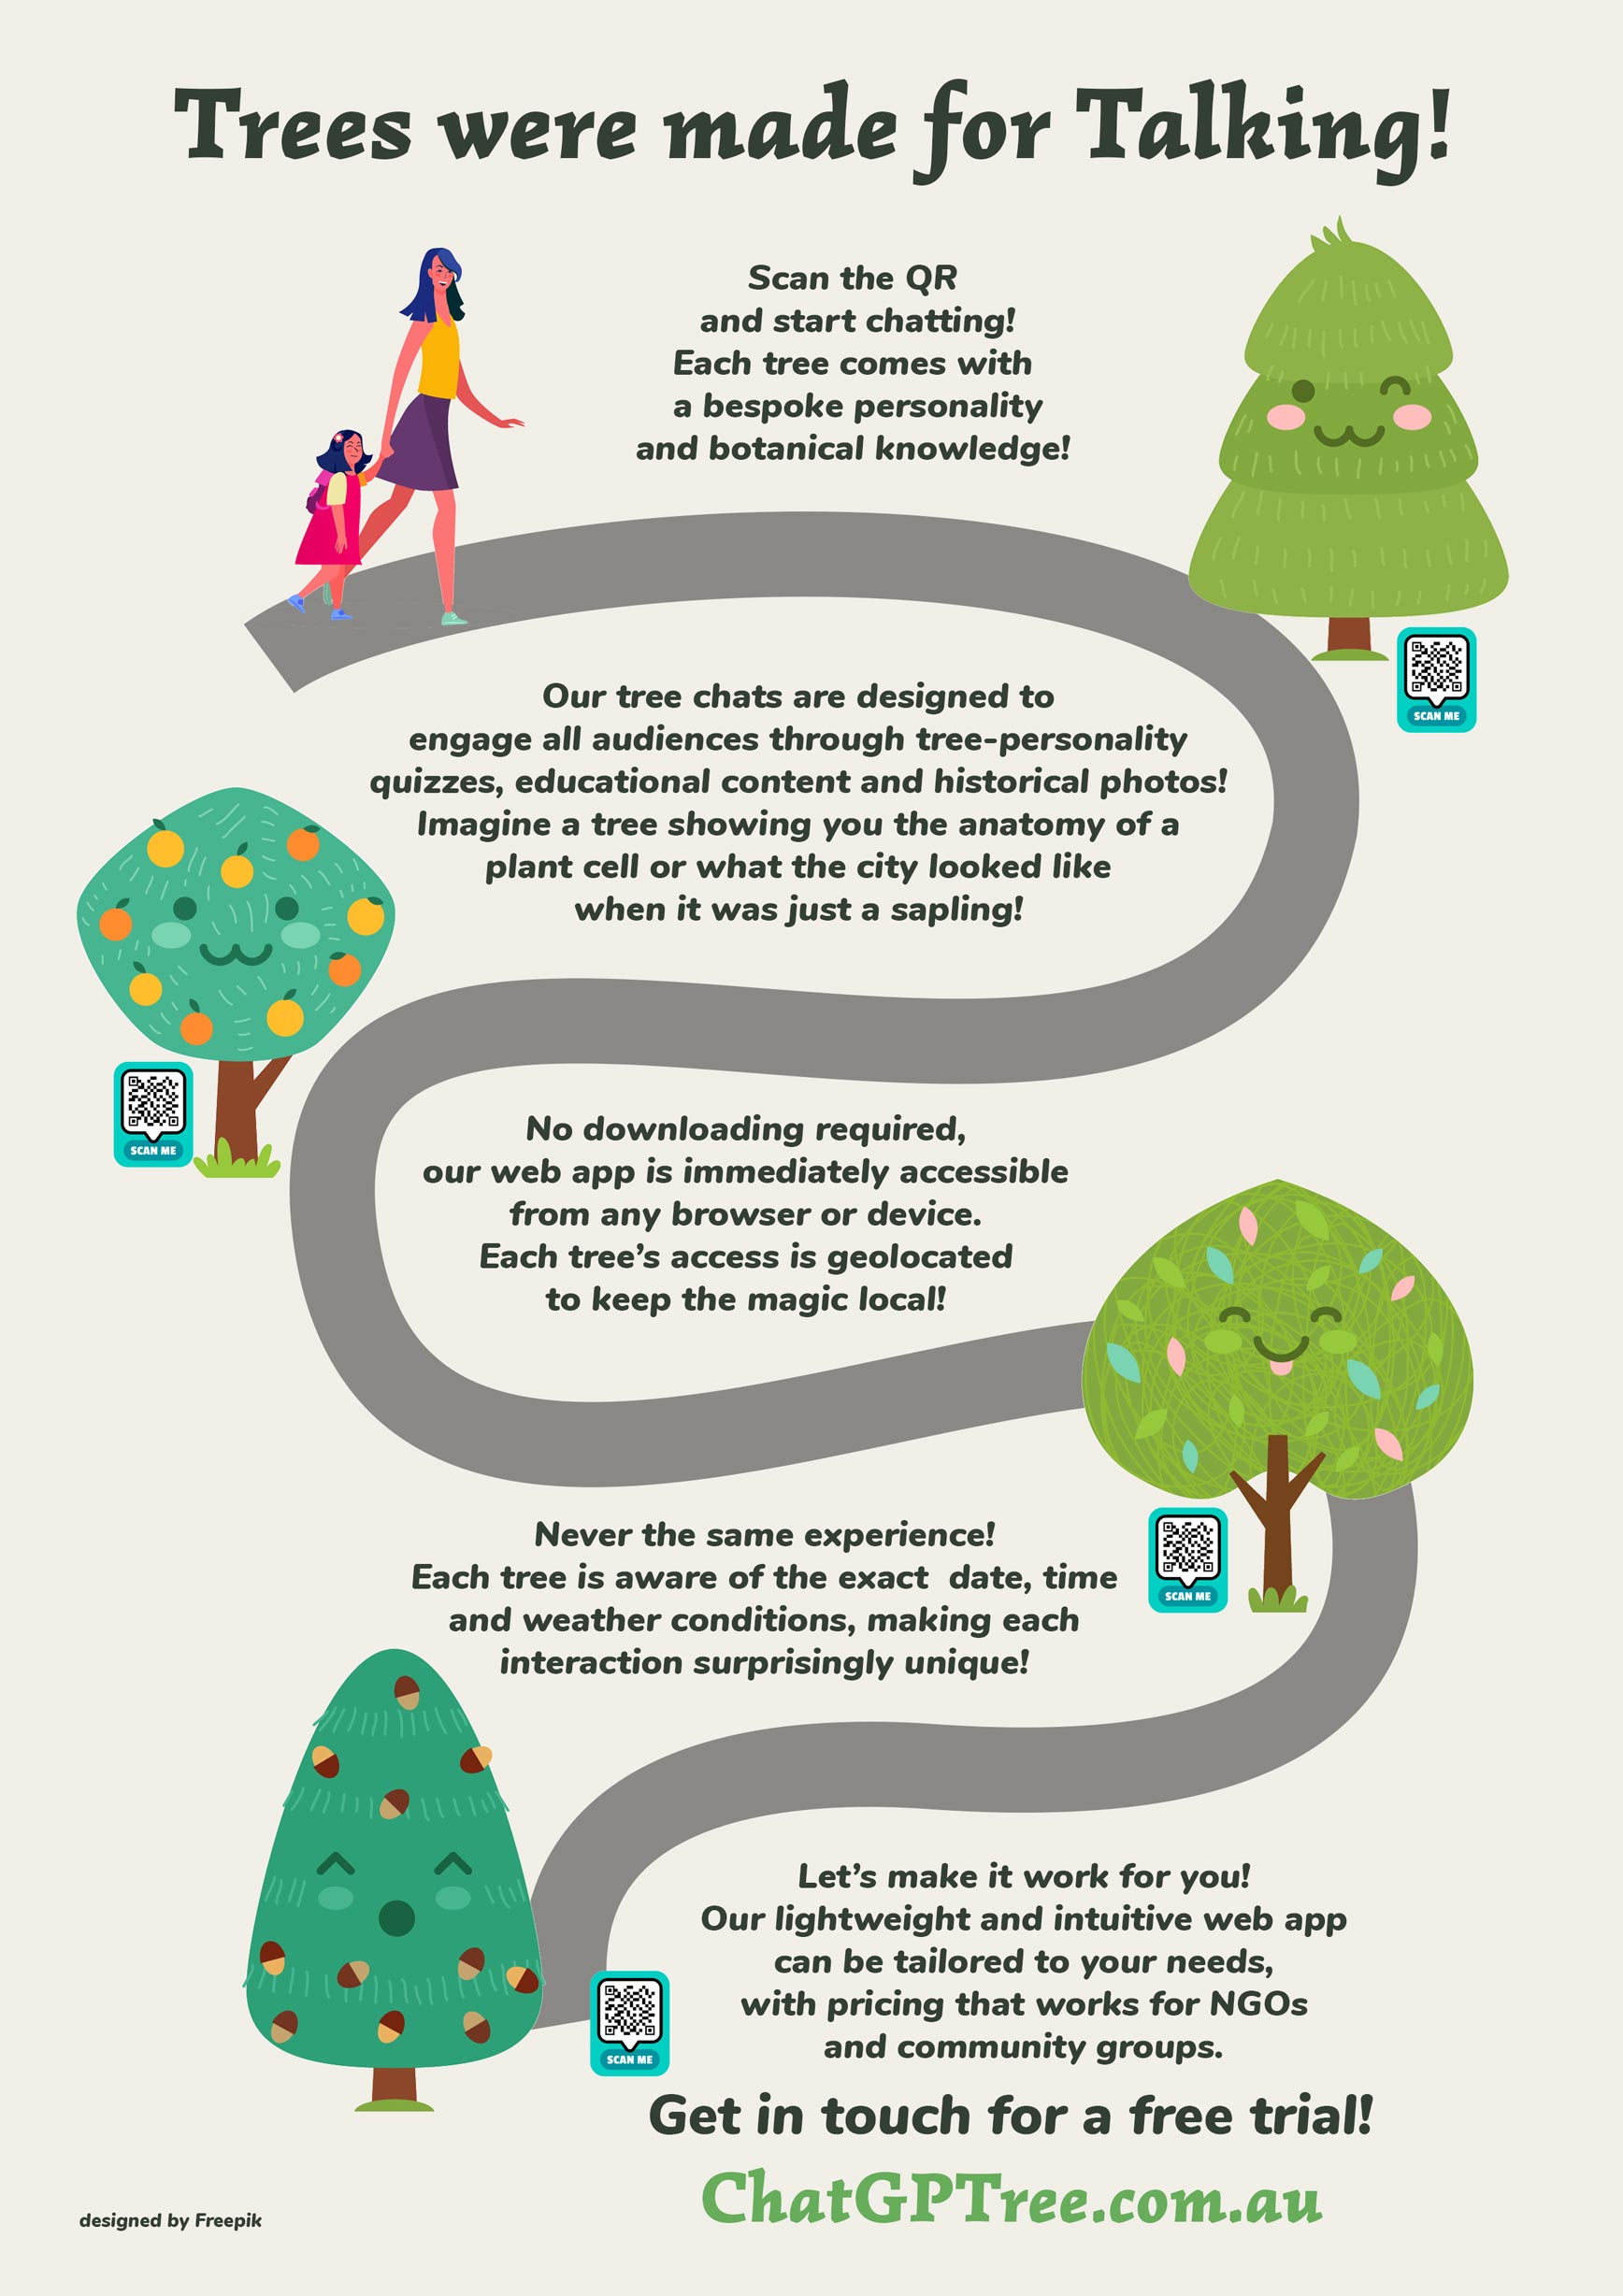 Trees were made for Talking!
Scan the QR
and start chatting!
Each tree comes with
a bespoke personality
and botanical knowledge!
SCAN ME
Our tree chats are designed to
engage all audiences through tree-personality
quizzes, educational content and historical photos!
Imagine a tree showing you the anatomy of a
plant cell or what the city looked like
when it was just a sapling!
SCAN ME
No downloading required,
our web app is immediately accessible
from any browser or device.
Each tree’s access is geolocated
to keep the magic local!
SCAN ME
Never the same experience!
Each tree is aware of the exact  date, time
and weather conditions, making each
interaction surprisingly unique!
Let’s make it work for you!
Our lightweight and intuitive web app
can be tailored to your needs,
with pricing that works for NGOs
and community groups.
SCAN ME
Get in touch for a free trial!
ChatGPTree.com.au
designed by Freepik